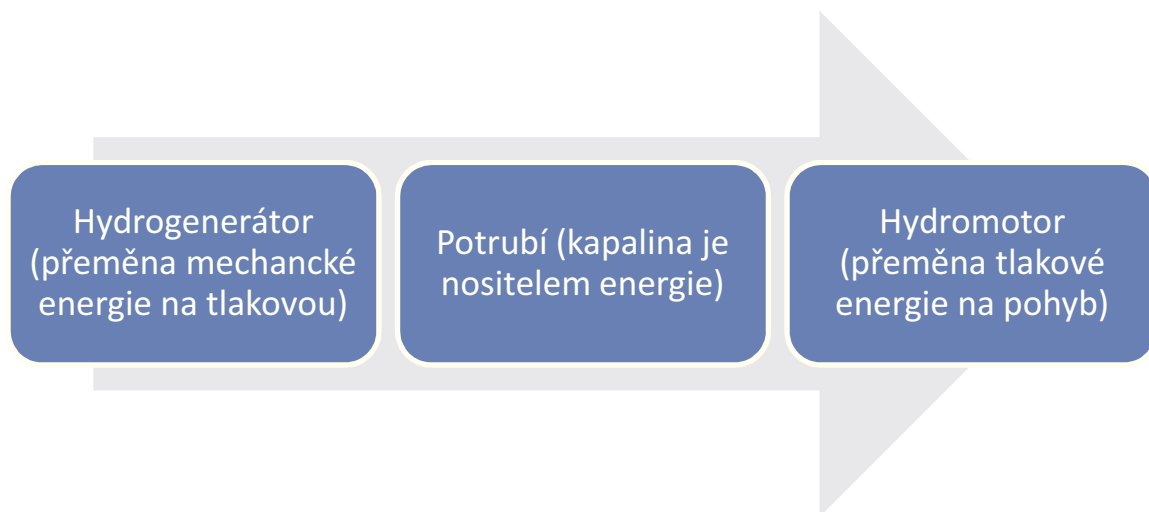 Hydrogenerátor
(přeměna mechancké
energie na tlakovou)
Potrubí (kapalina je
nositelem energie)
Hydromotor
(přeměna tlakové
energie na pohyb)